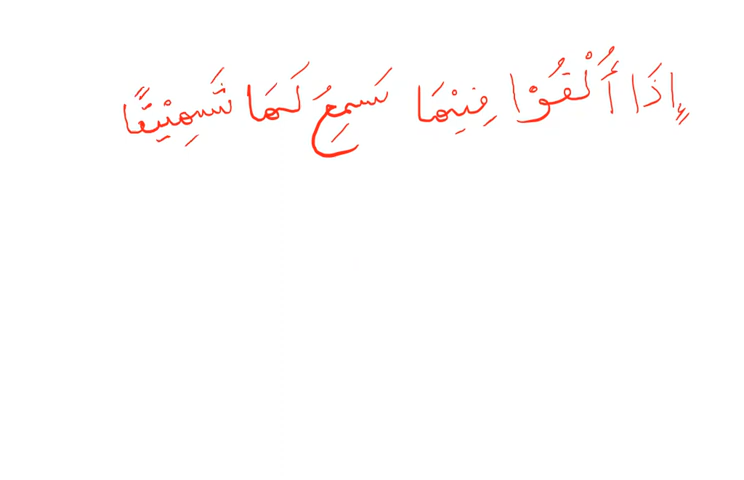 إِذَا أُلْقُوْا فِيْهَا سَمِعُ لَهَا شَهِيْقًا